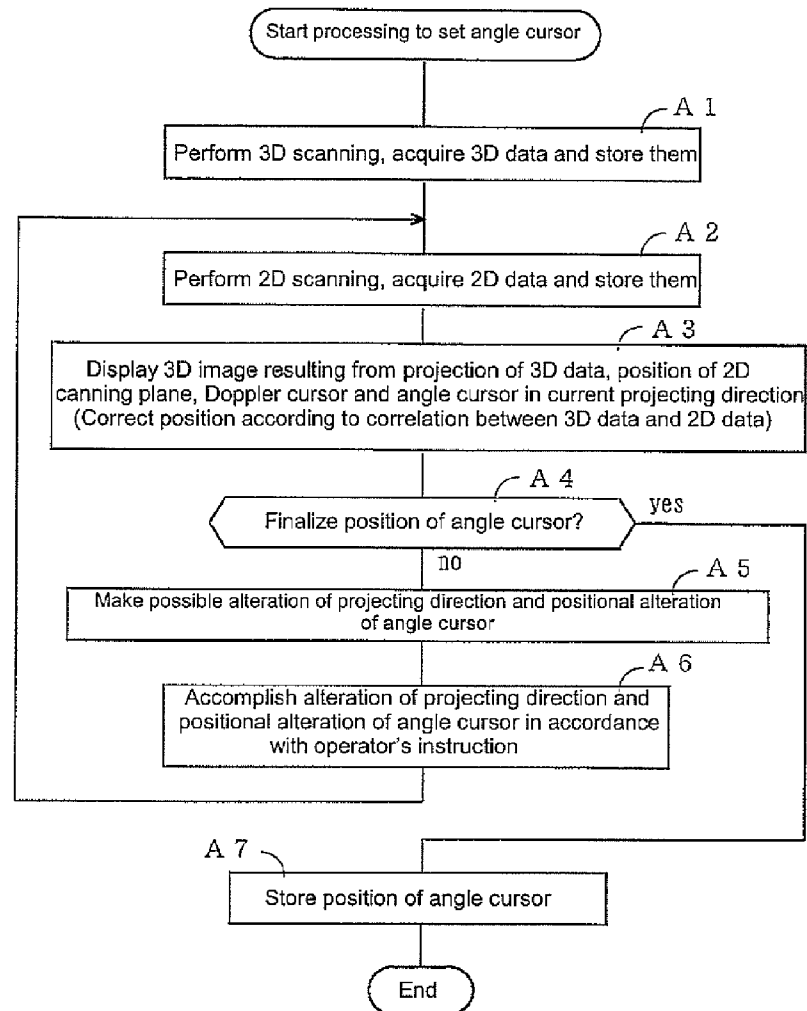 Start processing to set angle cursor
A 1
Perform 3D scanning, acquire 3D data and store them
A 2
Perform 2D scanning, acquire 2D data and store them
A 3
Display 3D image resulting from projection of 3D data, position of 2D
canning plane, Doppler cursor and angle cursor in current projecting direction
(Correct position according to correlation between 3D data and 2D data)
A 4
Finalize position of angle cursor?
yes
no
A 5
Make possible alteration of projecting direction and positional alteration
of angle cursor
A 6
Accomplish alteration of projecting direction and
positional alteration of angle cursor in accordance
with operator's instruction
A 7
Store position of angle cursor
End